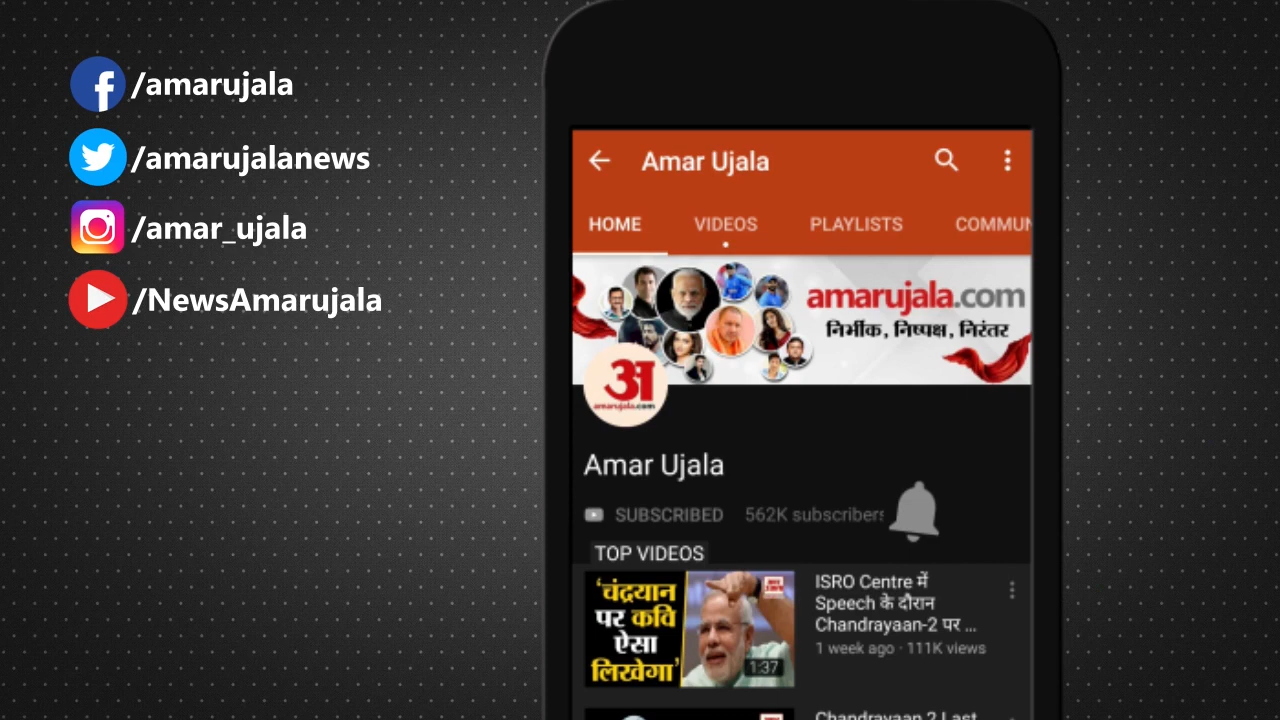 /amarujala
/amarujalanews
/amar_ujala
/NewsAmarujala
Amar Ujala
HOME VIDEOS PLAYLISTS COMMUN
amarujala.com
निर्भीक, निष्पक्ष, निरंतर
अ
amarujala.com
Amar Ujala
SUBSCRIBED 562K subscribers
TOP VIDEOS
'चंद्रयान
पर कवि
ऐसा
लिखेगा'
1:37
ISRO Centre में
Speech के दौरान
Chandrayaan-2 पर ...
1 week ago · 111K views
Chandrayaan 2 Last